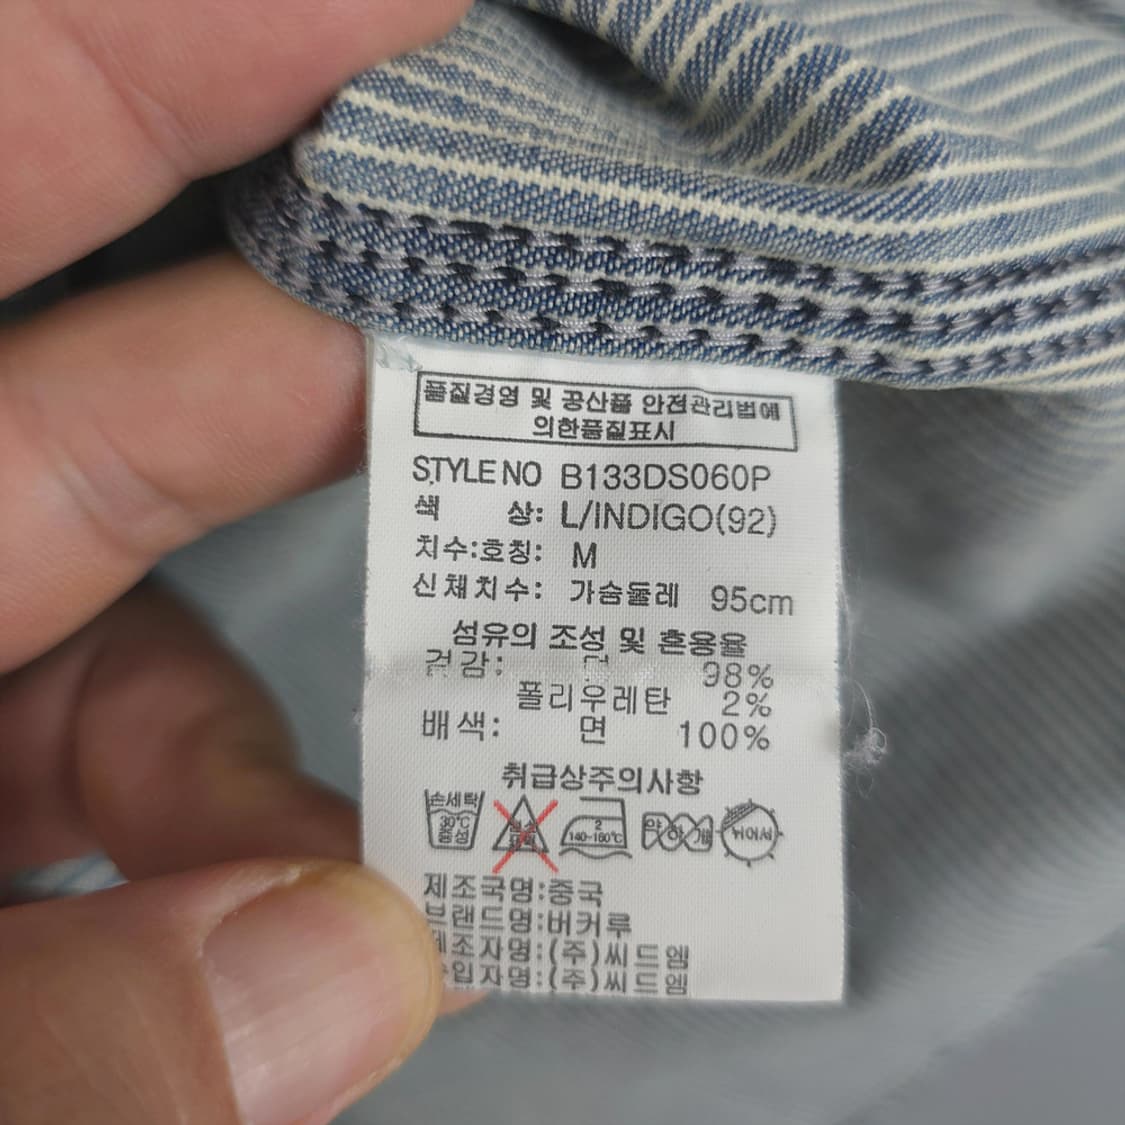 품질경영 및 공산품 안전관리법에
의한품질표시
STYLE NO B133DS060P
색 상: L/INDIGO(92)
치수:호칭: M
신체치수: 가슴둘레 95cm
섬유의 조성 및 혼용율
겉감: 면 98%
폴리우레탄 2%
배색: 면 100%
취급상주의사항
손세탁
30℃
중성
2
140~160℃
약하게
제조국명:중국
브랜드명:버커루
제조자명:(주)씨드엠
수입자명:(주)씨드엠